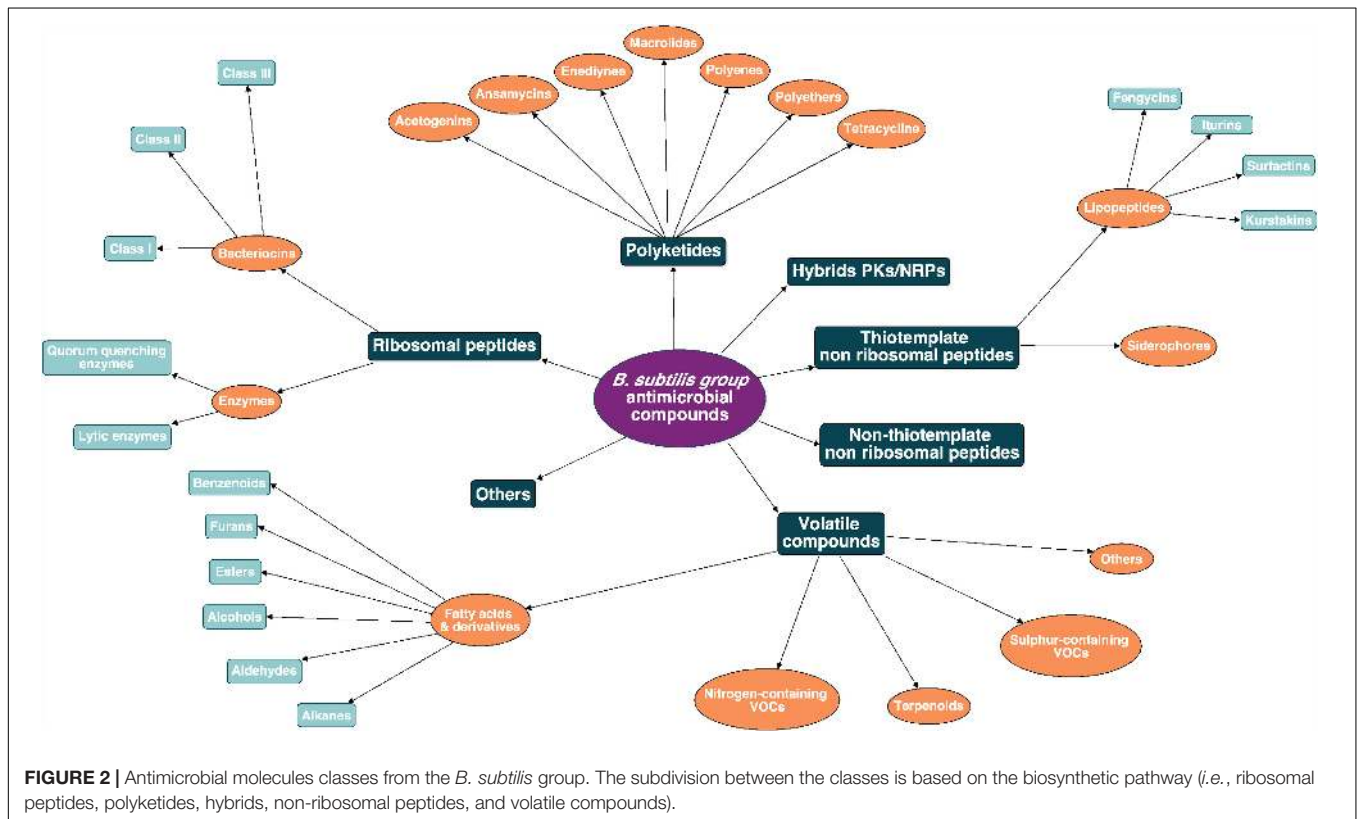 Macrolides
Enediynes
Polyenes
Ansamycins
Polyethers
Acetogenins
Tetracycline
Class III
Class II
Class I
Bacteriocins
Fengycins
Iturins
Surfactins
Lipopeptides
Kurstakins
Polyketides
Hybrids PKs/NRPs
Ribosomal peptides
Thiotemplate
non ribosomal peptides
Siderophores
Quorum quenching
enzymes
Enzymes
Lytic enzymes
B. subtilis group
antimicrobial
compounds
Non-thiotemplate
non ribosomal peptides
Others
Volatile
compounds
Benzenoids
Furans
Esters
Alcohols
Aldehydes
Alkanes
Fatty acids
& derivatives
Others
Sulphur-containing
VOCs
Nitrogen-containing
VOCs
Terpenoids
FIGURE 2 | Antimicrobial molecules classes from the B. subtilis group. The subdivision between the classes is based on the biosynthetic pathway (i.e., ribosomal
peptides, polyketides, hybrids, non-ribosomal peptides, and volatile compounds).